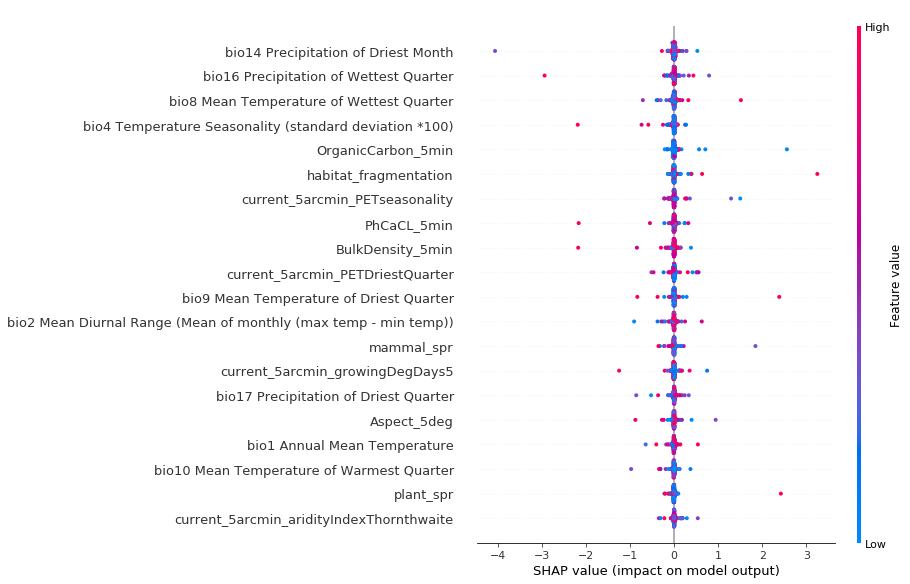 High
bio14 Precipitation of Driest Month
bio16 Precipitation of Wettest Quarter
bio8 Mean Temperature of Wettest Quarter
bio4 Temperature Seasonality (standard deviation *100)
OrganicCarbon_5min
habitat_fragmentation
current_5arcmin_PETseasonality
PhCaCL_5min
BulkDensity_5min
current_5arcmin_PETDriestQuarter
bio9 Mean Temperature of Driest Quarter
bio2 Mean Diurnal Range (Mean of monthly (max temp - min temp))
mammal_spr
current_5arcmin_growingDegDays5
bio17 Precipitation of Driest Quarter
Aspect_5deg
bio1 Annual Mean Temperature
bio10 Mean Temperature of Warmest Quarter
plant_spr
current_5arcmin_aridityIndexThornthwaite
Feature value
Low
−4 −3 −2 −1 0 1 2 3
SHAP value (impact on model output)